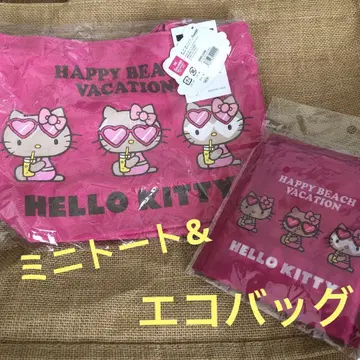 HAPPY BEACH
VACATION
HELLO KITTY
HAPPY BEACH
VACATION
HELLO KITTY
ミニトート&
エコバッグ